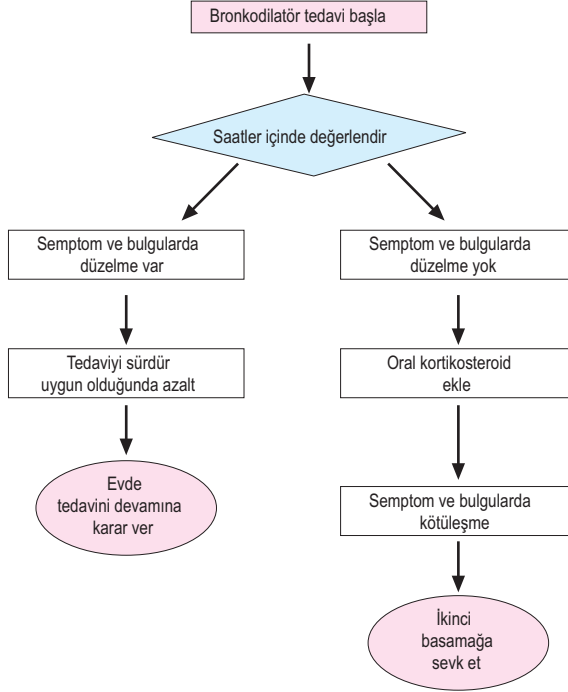 Bronkodilatör tedavi başla
Saatler içinde değerlendir
Semptom ve bulgularda
düzelme var
Semptom ve bulgularda
düzelme yok
Tedaviyi sürdür
uygun olduğunda azalt
Oral kortikosteroid
ekle
Evde
tedavini devamına
karar ver
Semptom ve bulgularda
kötüleşme
İkinci
basamağa
sevk et